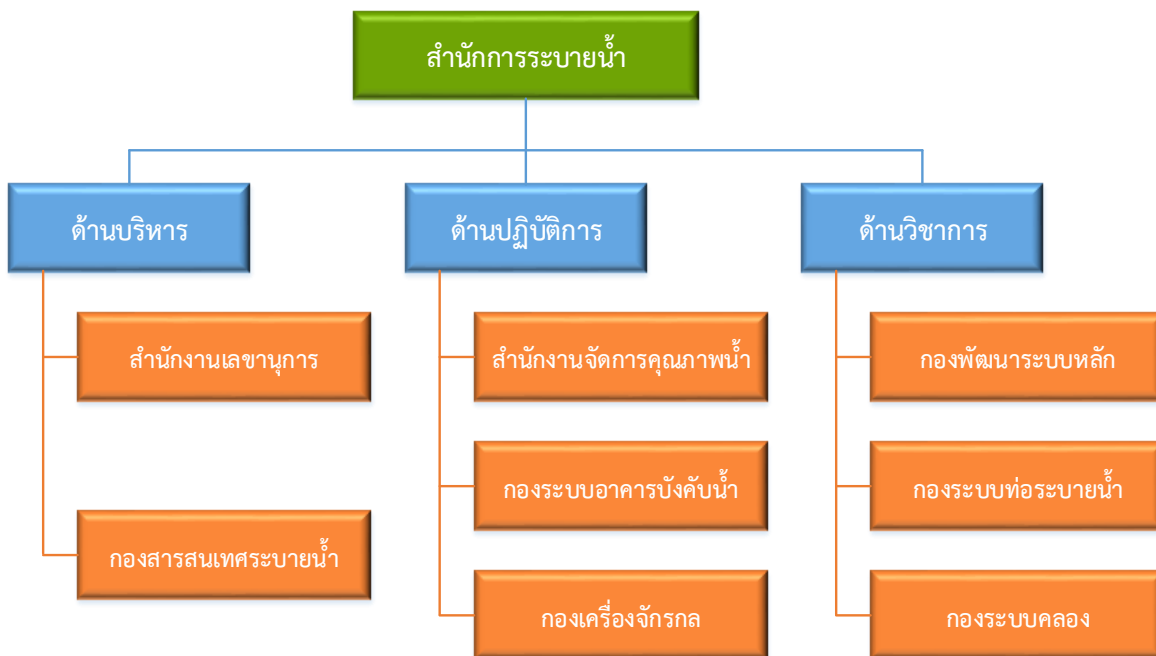 สำนักการระบายน้ำ
ด้านบริหาร
ด้านปฏิบัติการ
ด้านวิชาการ
สำนักงานเลขานุการ
สำนักงานจัดการคุณภาพน้ำ
กองพัฒนาระบบหลัก
กองระบบอาคารบังคับน้ำ
กองระบบท่อระบายน้ำ
กองสารสนเทศระบายน้ำ
กองเครื่องจักรกล
กองระบบคลอง